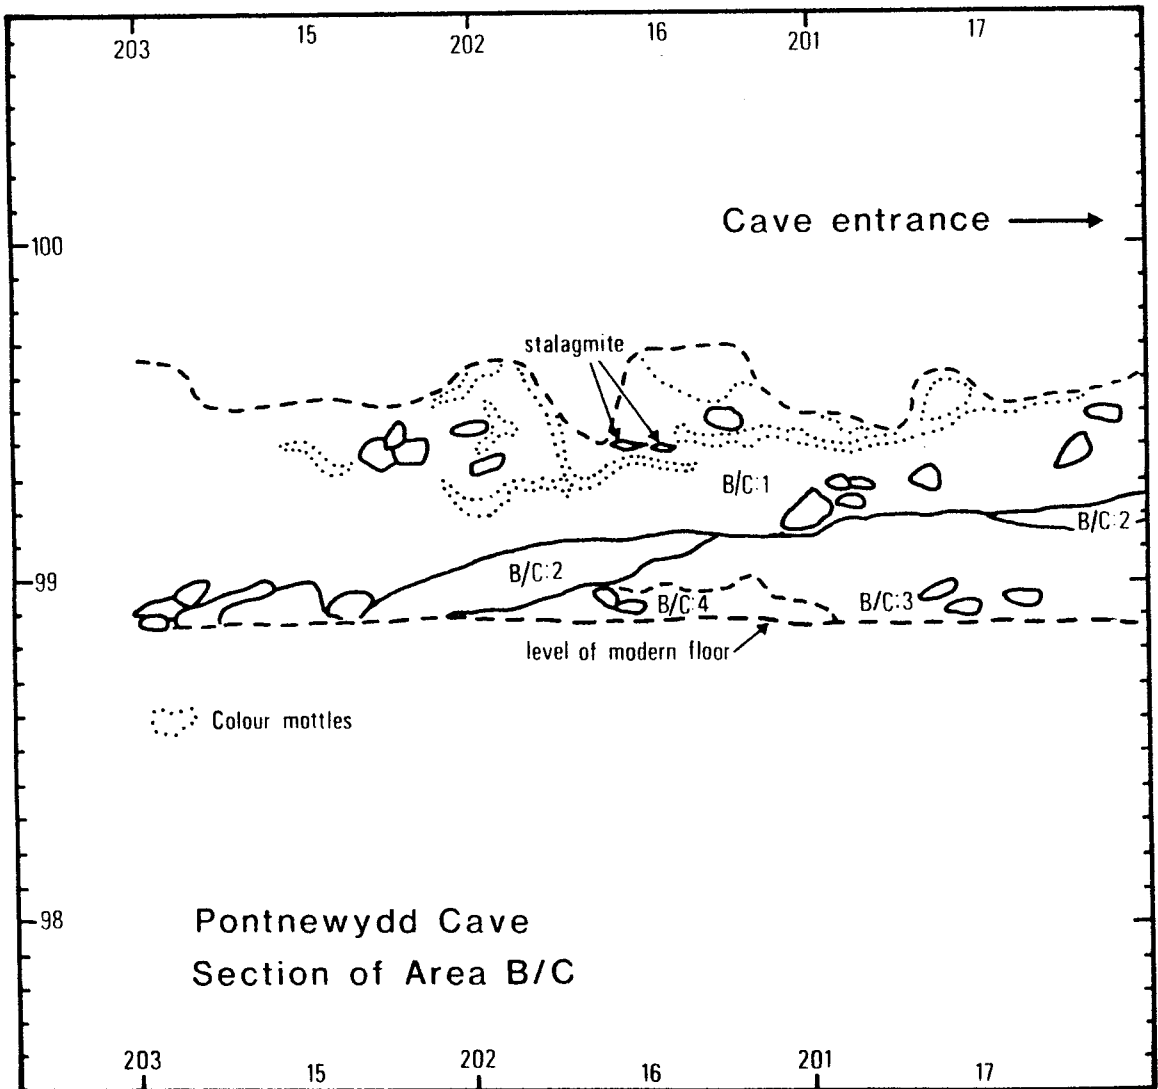 203 15 202 16 201 17
Cave entrance
100
stalagmite
B/C:1
B/C:2
99
B/C:2
B/C:4
B/C:3
level of modern floor
Colour mottles
98
Pontnewydd Cave
Section of Area B/C
203 15 202 16 201 17